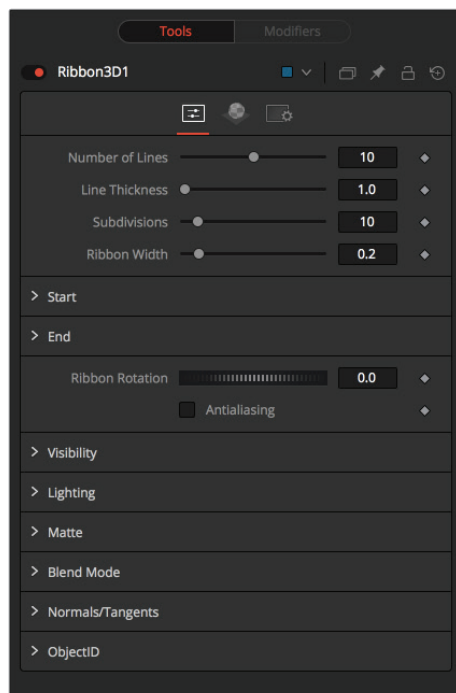 Tools Modifiers
Ribbon3D1
Number of Lines 10
Line Thickness 1.0
Subdivisions 10
Ribbon Width 0.2
> Start
> End
Ribbon Rotation 0.0
Antialiasing
> Visibility
> Lighting
> Matte
> Blend Mode
> Normals/Tangents
> ObjectID